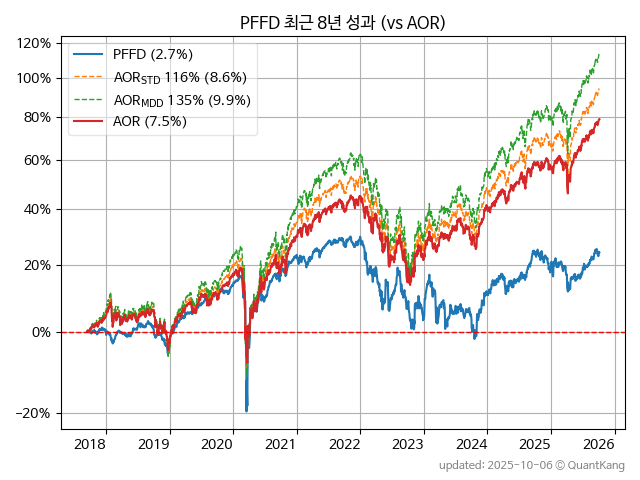 PFFD 최근 8년 성과 (vs AOR)
120%
100%
80%
60%
40%
20%
0%
−20%
PFFD (2.7%)
AOR_STD 116% (8.6%)
AOR_MDD 135% (9.9%)
AOR (7.5%)
2018 2019 2020 2021 2022 2023 2024 2025 2026
updated: 2025-10-06 © QuantKang